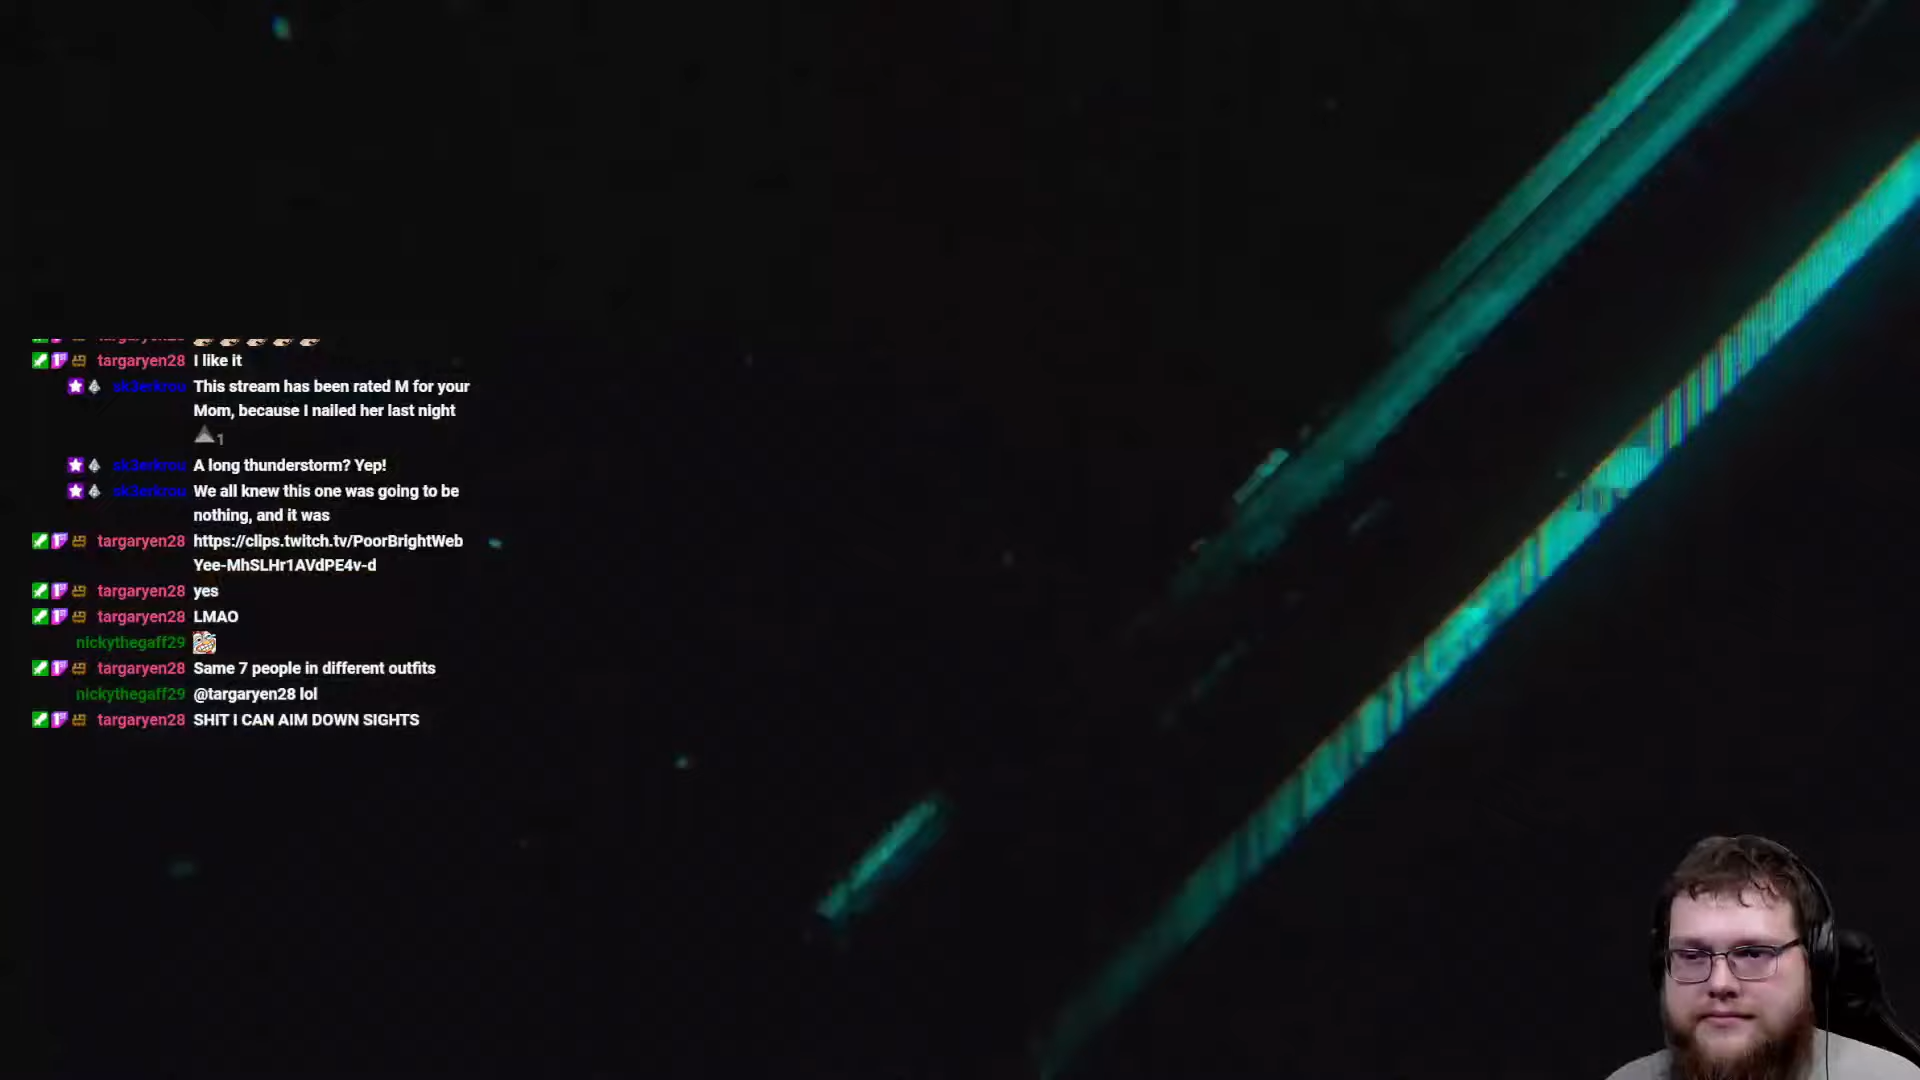 targaryen28 I like it
sk3erkrou This stream has been rated M for your
Mom, because I nailed her last night
1
sk3erkrou A long thunderstorm? Yep!
sk3erkrou We all knew this one was going to be
nothing, and it was
targaryen28 https://clips.twitch.tv/PoorBrightWeb
Yee-MhSLHr1AVdPE4v-d
targaryen28 yes
targaryen28 LMAO
nickythegaff29
targaryen28 Same 7 people in different outfits
nickythegaff29 @targaryen28 lol
targaryen28 SHIT I CAN AIM DOWN SIGHTS